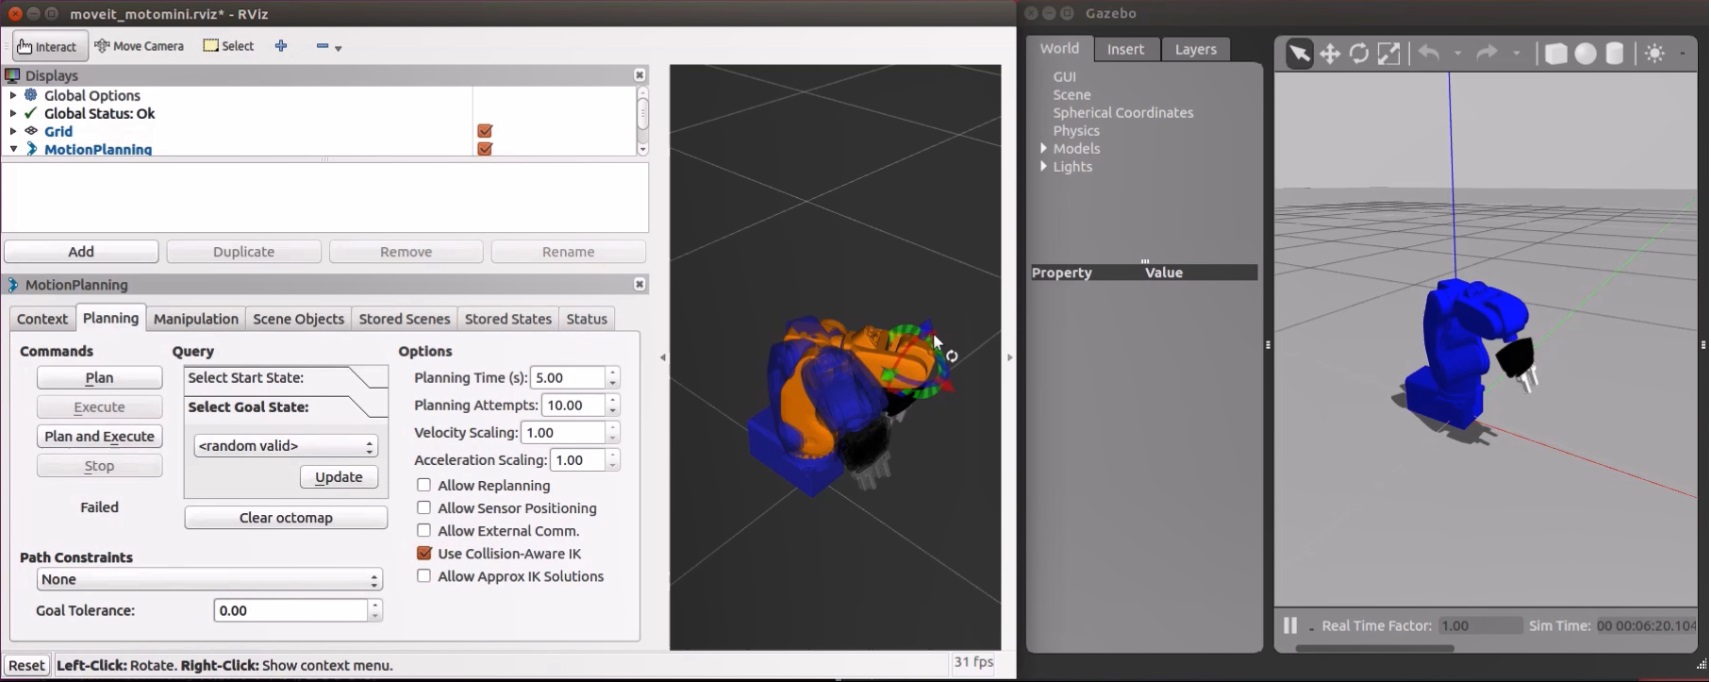 moveit_motomini.rviz* - RViz
Interact Move Camera Select
Displays
Global Options
Global Status: Ok
Grid
MotionPlanning
Add Duplicate Remove Rename
MotionPlanning
Context Planning Manipulation Scene Objects Stored Scenes Stored States Status
Commands Query Options
Plan Select Start State: Planning Time (s): 5.00
Execute Select Goal State: Planning Attempts: 10.00
Plan and Execute <random valid> Velocity Scaling: 1.00
Stop Update Acceleration Scaling: 1.00
Allow Replanning
Failed Clear octomap Allow Sensor Positioning
Allow External Comm.
Path Constraints Use Collision-Aware IK
None Allow Approx IK Solutions
Goal Tolerance: 0.00
Reset Left-Click: Rotate. Right-Click: Show context menu. 31 fps
Gazebo
World Insert Layers
GUI
Scene
Spherical Coordinates
Physics
Models
Lights
Property Value
Real Time Factor: 1.00 Sim Time: 00 00:06:20.104